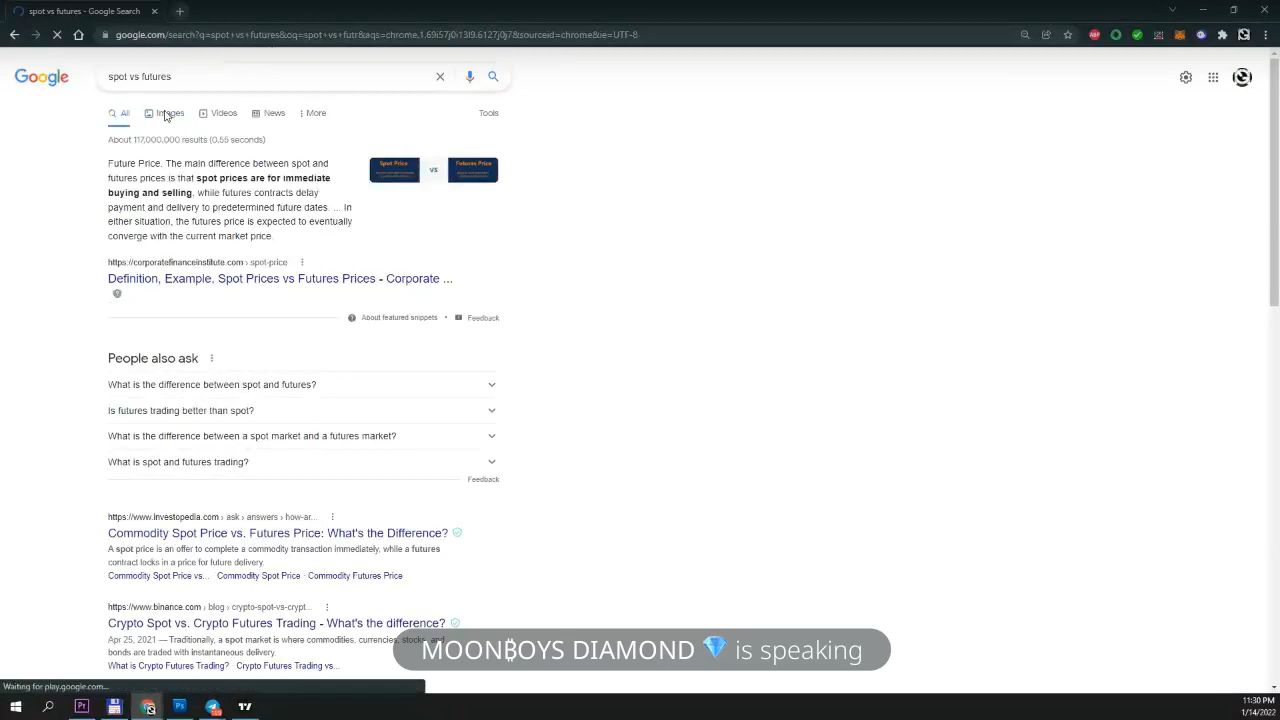 spot vs futures - Google Search
google.com/search?q=spot+vs+futures&oq=spot+vs+futr&aqs=chrome.1.69i57j0i13l9.6127j0j7&sourceid=chrome&ie=UTF-8
Google
spot vs futures
All Images Videos News More Tools
About 117,000,000 results (0.55 seconds)
Future Price. The main difference between spot and
futures prices is that spot prices are for immediate
buying and selling, while futures contracts delay
payment and delivery to predetermined future dates. ... In
either situation, the futures price is expected to eventually
converge with the current market price.
Spot Price vs Futures Price
https://corporatefinanceinstitute.com › spot-price
Definition, Example, Spot Prices vs Futures Prices - Corporate ...
About featured snippets • Feedback
People also ask
What is the difference between spot and futures?
Is futures trading better than spot?
What is the difference between a spot market and a futures market?
What is spot and futures trading?
Feedback
https://www.investopedia.com › ask › answers › how-ar...
Commodity Spot Price vs. Futures Price: What's the Difference?
A spot price is an offer to complete a commodity transaction immediately, while a futures
contract locks in a price for future delivery.
Commodity Spot Price vs... · Commodity Spot Price · Commodity Futures Price
https://www.binance.com › blog › crypto-spot-vs-crypt...
Crypto Spot vs. Crypto Futures Trading - What's the difference?
Apr 25, 2021 — Traditionally, a spot market is where commodities, currencies, stocks, and
bonds are traded with instantaneous delivery.
What is Crypto Futures Trading? · Crypto Futures Trading vs...
MOON₿OYS DIAMOND 💎 is speaking
Waiting for play.google.com...
11:30 PM
1/14/2022